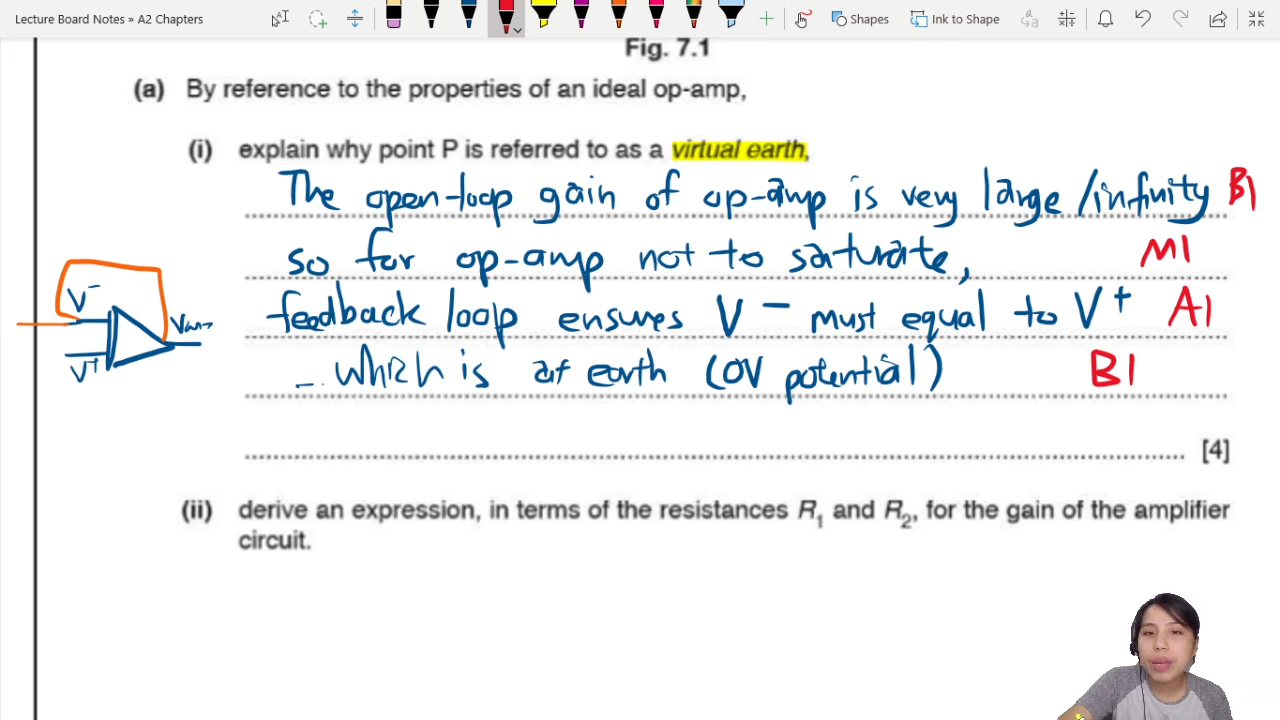 Lecture Board Notes » A2 Chapters
Shapes
Ink to Shape
Fig. 7.1
(a) By reference to the properties of an ideal op-amp,
(i) explain why point P is referred to as a virtual earth,
The open-loop gain of op-amp is very large/infinity B1
so for op-amp not to saturate, M1
feedback loop ensures V⁻ must equal to V⁺ A1
... which is at earth (0V potential) B1
V⁻
V⁺
[4]
(ii) derive an expression, in terms of the resistances R₁ and R₂, for the gain of the amplifier
circuit.